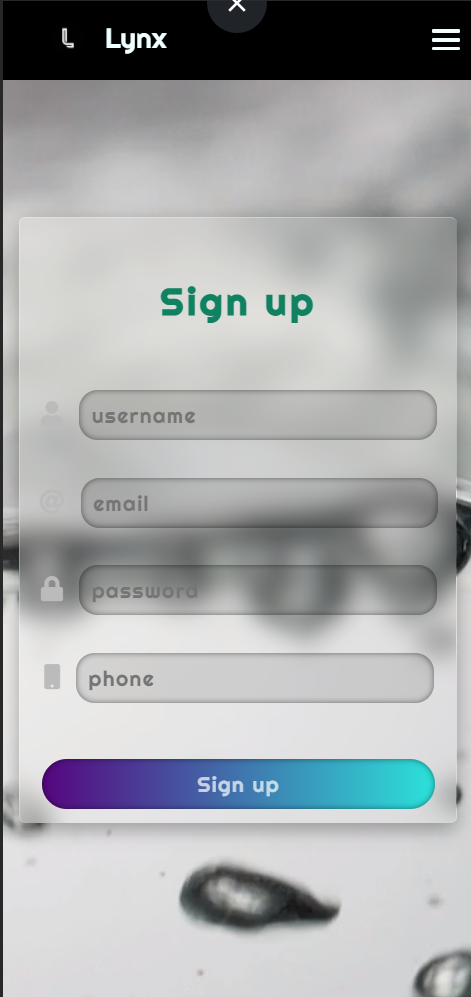 L Lynx
Sign up
username
@ email
password
phone
Sign up